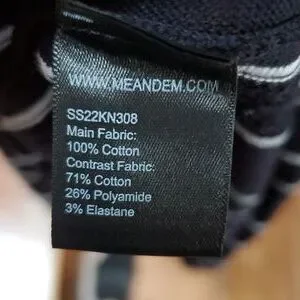 WWW.MEANDEM.COM
SS22KN308
Main Fabric:
100% Cotton
Contrast Fabric:
71% Cotton
26% Polyamide
3% Elastane